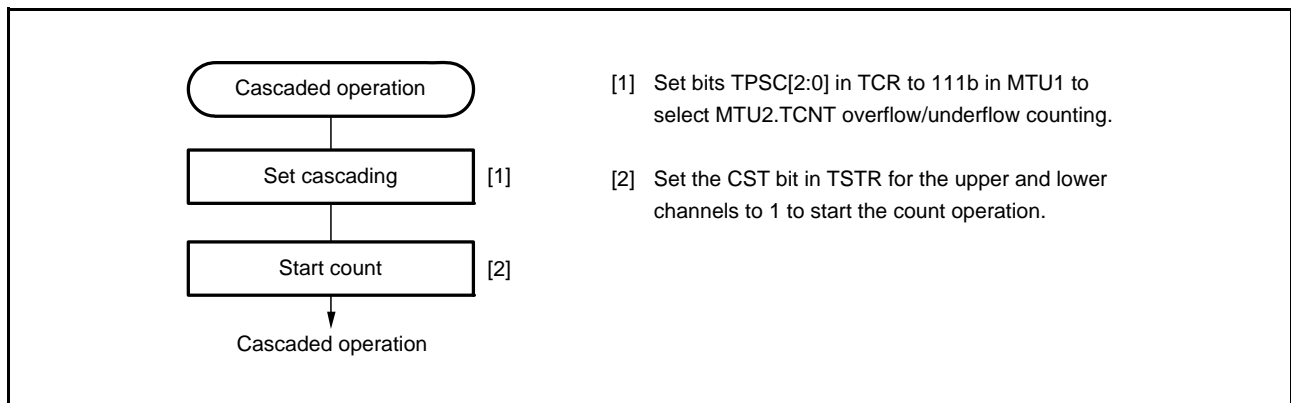 Cascaded operation
Set cascading [1]
Start count [2]
Cascaded operation
[1] Set bits TPSC[2:0] in TCR to 111b in MTU1 to
select MTU2.TCNT overflow/underflow counting.
[2] Set the CST bit in TSTR for the upper and lower
channels to 1 to start the count operation.